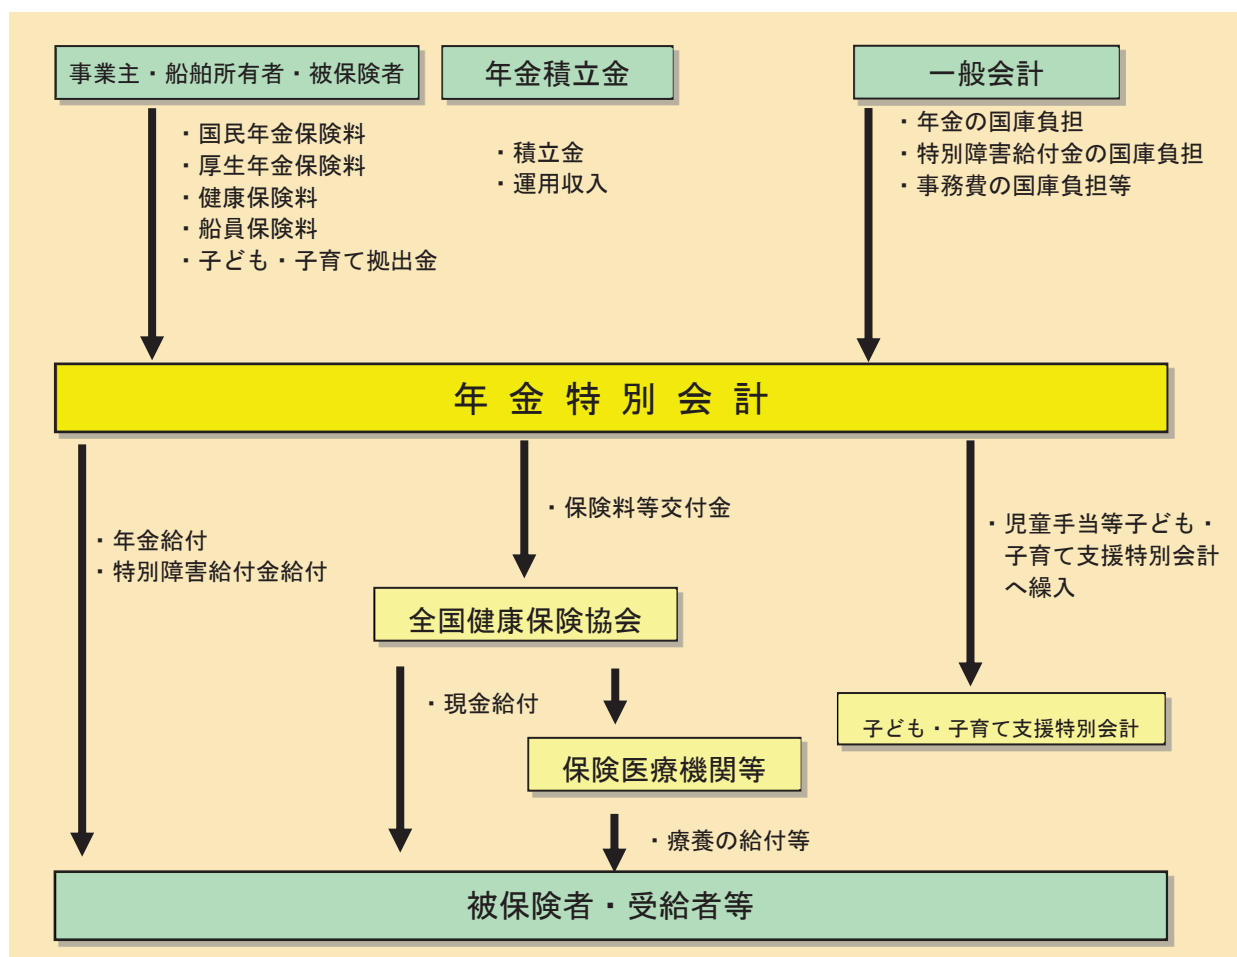 事業主・船舶所有者・被保険者
年金積立金
一般会計
・国民年金保険料
・厚生年金保険料
・健康保険料
・船員保険料
・子ども・子育て拠出金
・積立金
・運用収入
・年金の国庫負担
・特別障害給付金の国庫負担
・事務費の国庫負担等
年金特別会計
・年金給付
・特別障害給付金給付
・保険料等交付金
・児童手当等子ども・
子育て支援特別会計
へ繰入
全国健康保険協会
・現金給付
子ども・子育て支援特別会計
保険医療機関等
・療養の給付等
被保険者・受給者等